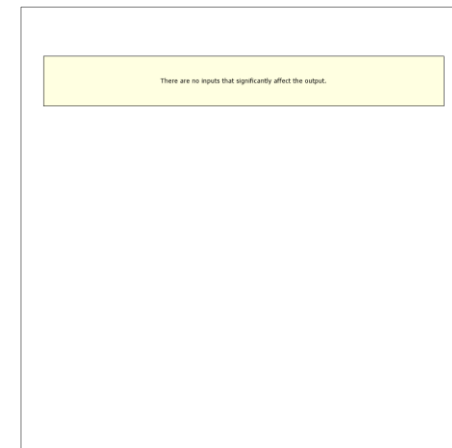 There are no inputs that significantly affect the output.